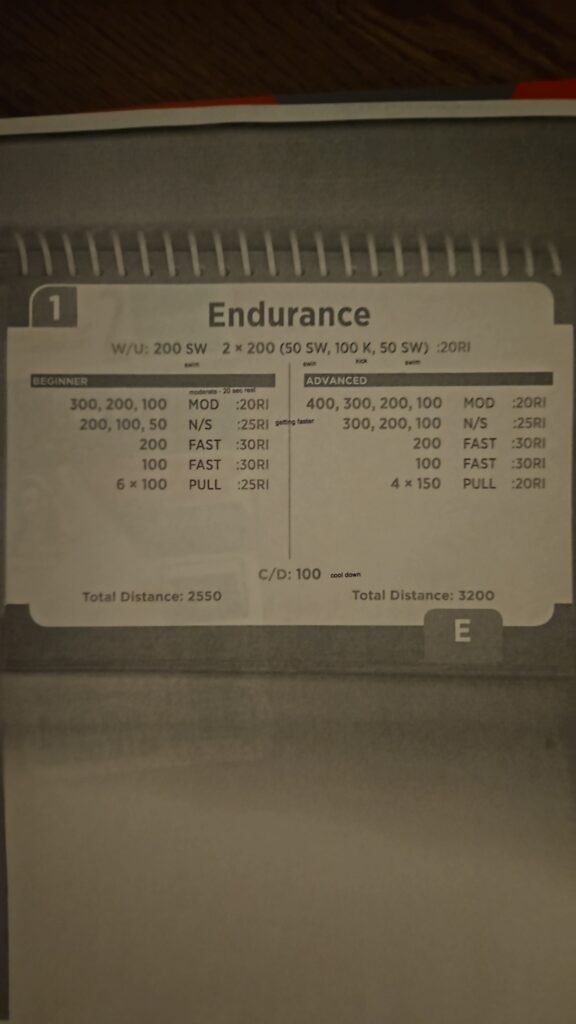 1
Endurance
W/U: 200 SW 2 × 200 (50 SW, 100 K, 50 SW) :20RI
swim swim kick swim
BEGINNER
moderate - 20 sec rest
300, 200, 100 MOD :20RI
200, 100, 50 N/S :25RI getting faster
200 FAST :30RI
100 FAST :30RI
6 × 100 PULL :25RI
ADVANCED
400, 300, 200, 100 MOD :20RI
300, 200, 100 N/S :25RI
200 FAST :30RI
100 FAST :30RI
4 × 150 PULL :20RI
C/D: 100 cool down
Total Distance: 2550
Total Distance: 3200
E